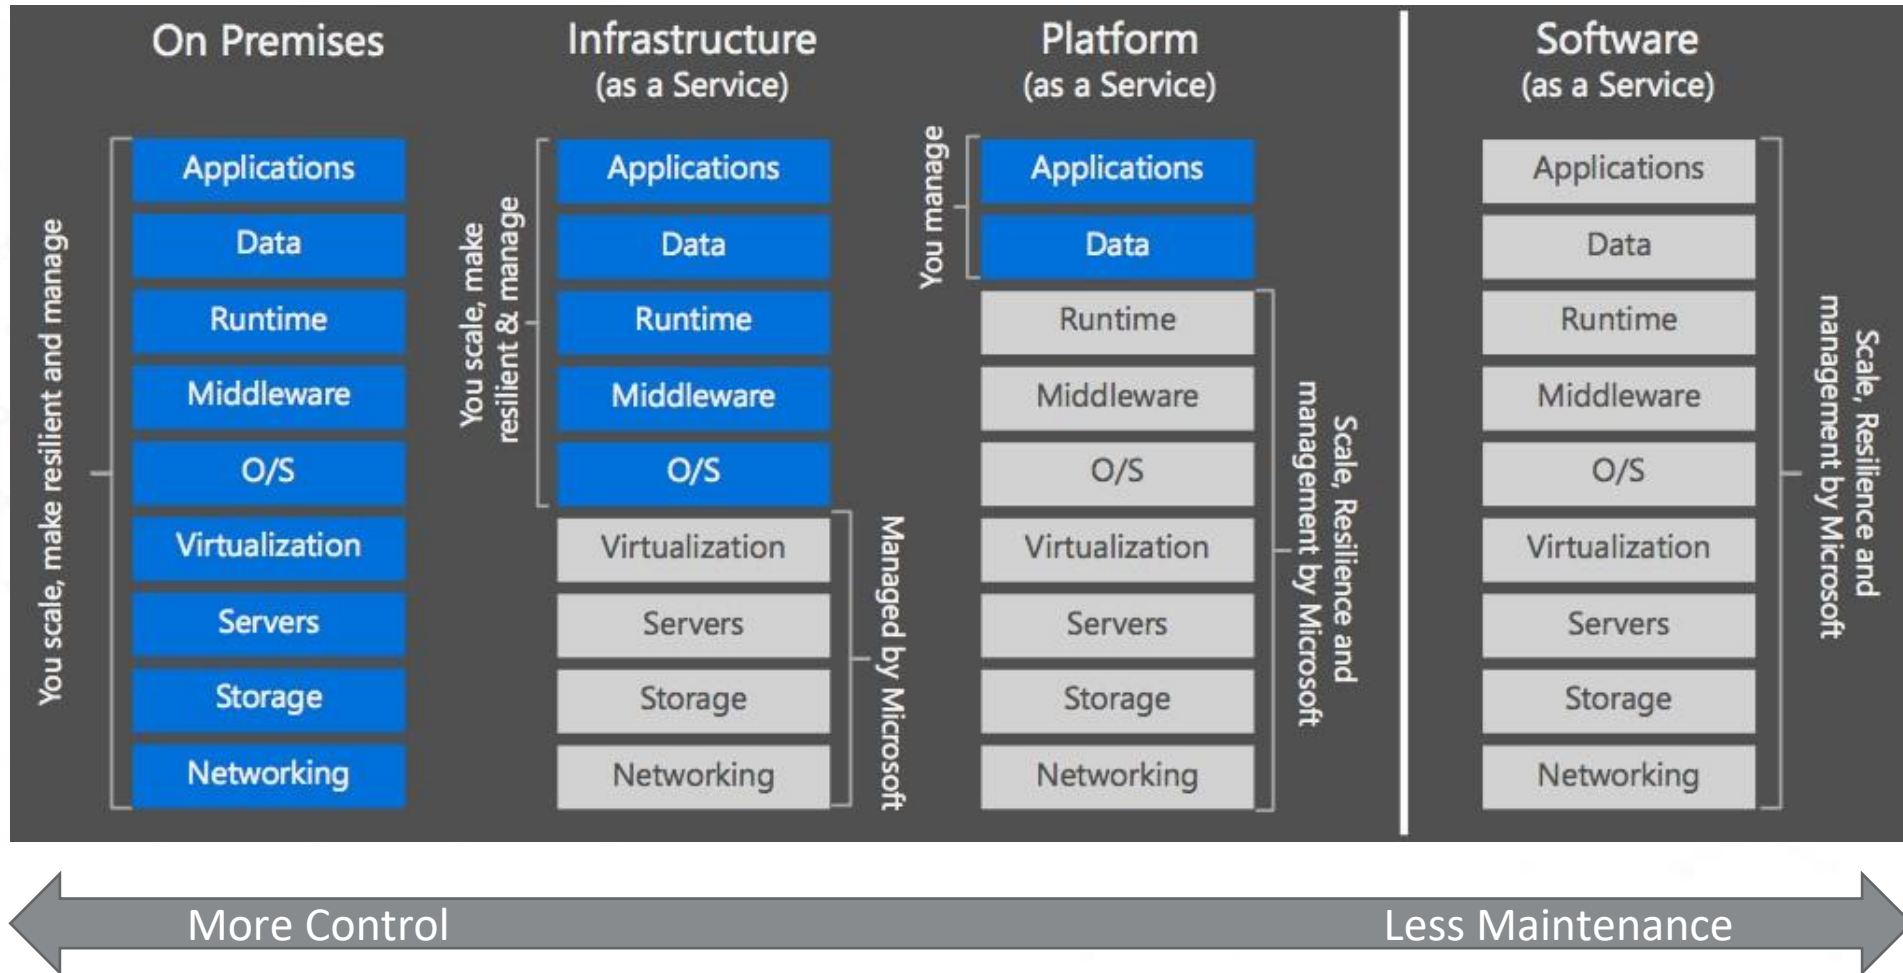 On Premises
You scale, make resilient and manage
Applications
Data
Runtime
Middleware
O/S
Virtualization
Servers
Storage
Networking
Infrastructure
(as a Service)
You scale, make
resilient & manage
Applications
Data
Runtime
Middleware
O/S
Virtualization
Servers
Storage
Networking
Managed by Microsoft
Platform
(as a Service)
You manage
Applications
Data
Runtime
Middleware
O/S
Virtualization
Servers
Storage
Networking
Scale, Resilience and
management by Microsoft
Software
(as a Service)
Applications
Data
Runtime
Middleware
O/S
Virtualization
Servers
Storage
Networking
Scale, Resilience and
management by Microsoft
More Control
Less Maintenance